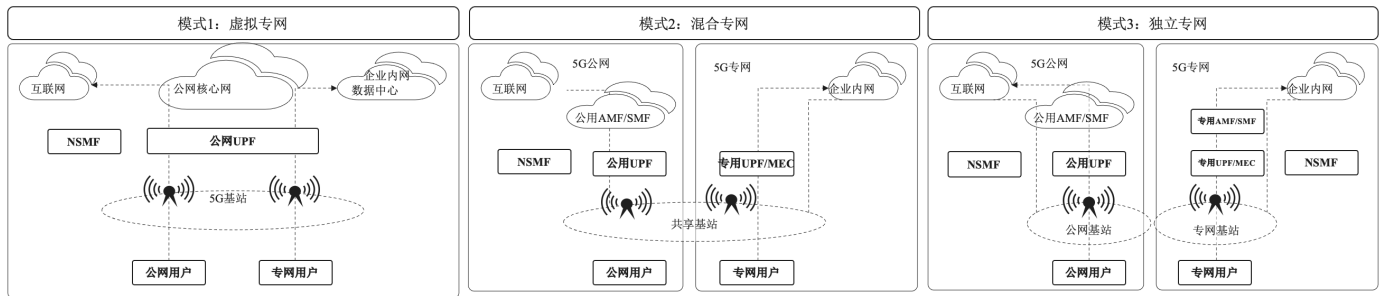 模式1：虚拟专网
互联网
公网核心网
企业内网
数据中心
NSMF
公网UPF
5G基站
公网用户
专网用户
模式2：混合专网
5G公网
5G专网
互联网
企业内网
公用AMF/SMF
NSMF
公用UPF
专用UPF/MEC
共享基站
公网用户
专网用户
模式3：独立专网
5G公网
5G专网
互联网
企业内网
公用AMF/SMF
专用AMF/SMF
NSMF
公用UPF
专用UPF/MEC
NSMF
公网基站
专网基站
公网用户
专网用户